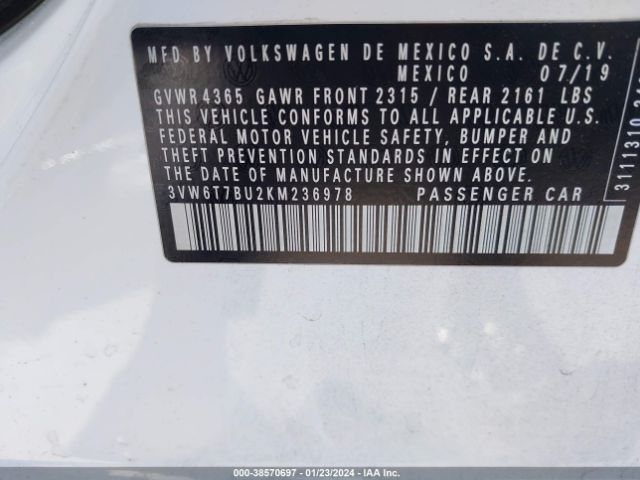 MFD BY VOLKSWAGEN DE MEXICO S.A. DE C.V.
MEXICO 07/19
GVWR 4365 GAWR FRONT 2315 / REAR 2161 LBS
THIS VEHICLE CONFORMS TO ALL APPLICABLE U.S.
FEDERAL MOTOR VEHICLE SAFETY, BUMPER AND
THEFT PREVENTION STANDARDS IN EFFECT ON
THE DATE OF MANUFACTURE SHOWN ABOVE.
3VW6T7BU2KM236978 PASSENGER CAR
000-38570697 - 01/23/2024 - IAA Inc.